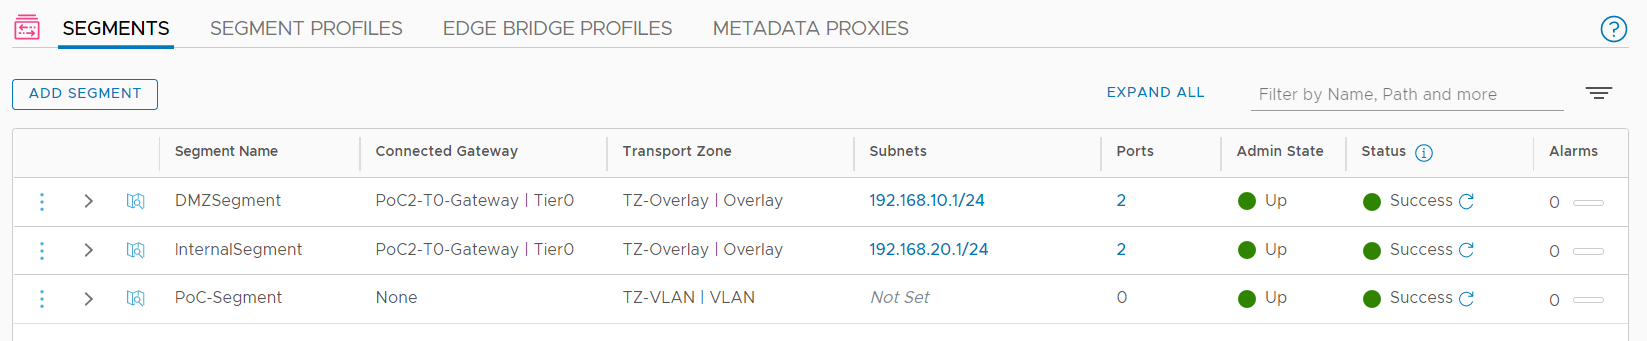 SEGMENTS SEGMENT PROFILES EDGE BRIDGE PROFILES METADATA PROXIES ?
ADD SEGMENT EXPAND ALL Filter by Name, Path and more
Segment Name Connected Gateway Transport Zone Subnets Ports Admin State Status i Alarms
DMZSegment PoC2-T0-Gateway | Tier0 TZ-Overlay | Overlay 192.168.10.1/24 2 Up Success 0
InternalSegment PoC2-T0-Gateway | Tier0 TZ-Overlay | Overlay 192.168.20.1/24 2 Up Success 0
PoC-Segment None TZ-VLAN | VLAN Not Set 0 Up Success 0